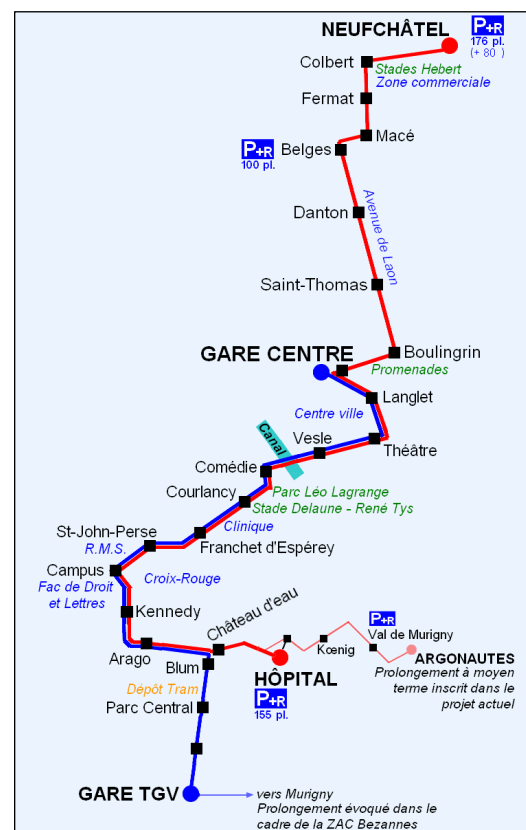 NEUFCHÂTEL
P+R
176 pl.
(+ 80 )
Colbert
Stades Hebert
Zone commerciale
Fermat
Macé
P+R
100 pl.
Belges
Danton
Avenue de Laon
Saint-Thomas
Boulingrin
GARE CENTRE
Promenades
Langlet
Centre ville
Vesle
Théâtre
Canal
Comédie
Courlancy
Parc Léo Lagrange
Stade Delaune - René Tys
Clinique
St-John-Perse
R.M.S.
Franchet d'Espérey
Campus
Croix-Rouge
Fac de Droit
et Lettres
Kennedy
Château d'eau
Arago
Blum
P+R
Val de Murigny
Kœnig
ARGONAUTES
HÔPITAL
P+R
155 pl.
Prolongement à moyen
terme inscrit dans le
projet actuel
Dépôt Tram
Parc Central
GARE TGV
vers Murigny
Prolongement évoqué dans le
cadre de la ZAC Bezannes